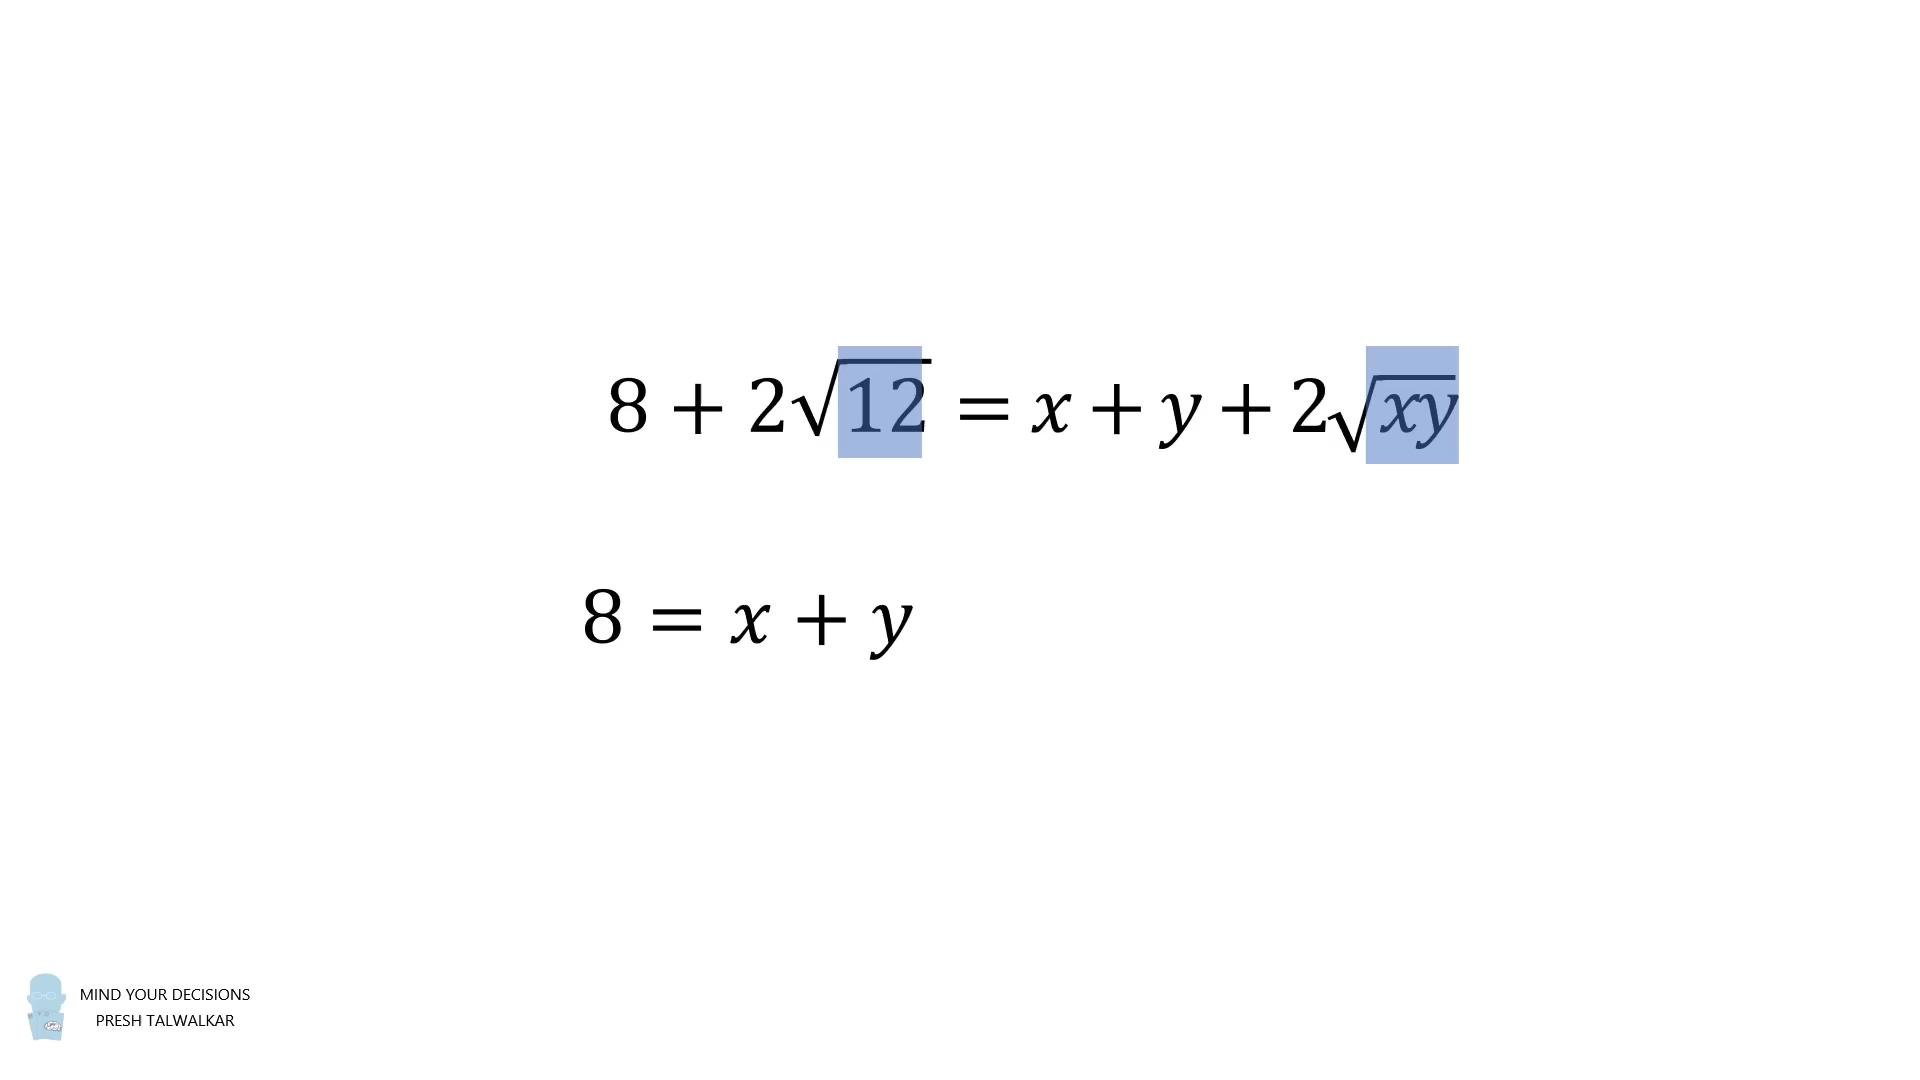 8 + 2√12 = x + y + 2√xy
8 = x + y
MIND YOUR DECISIONS
PRESH TALWALKAR